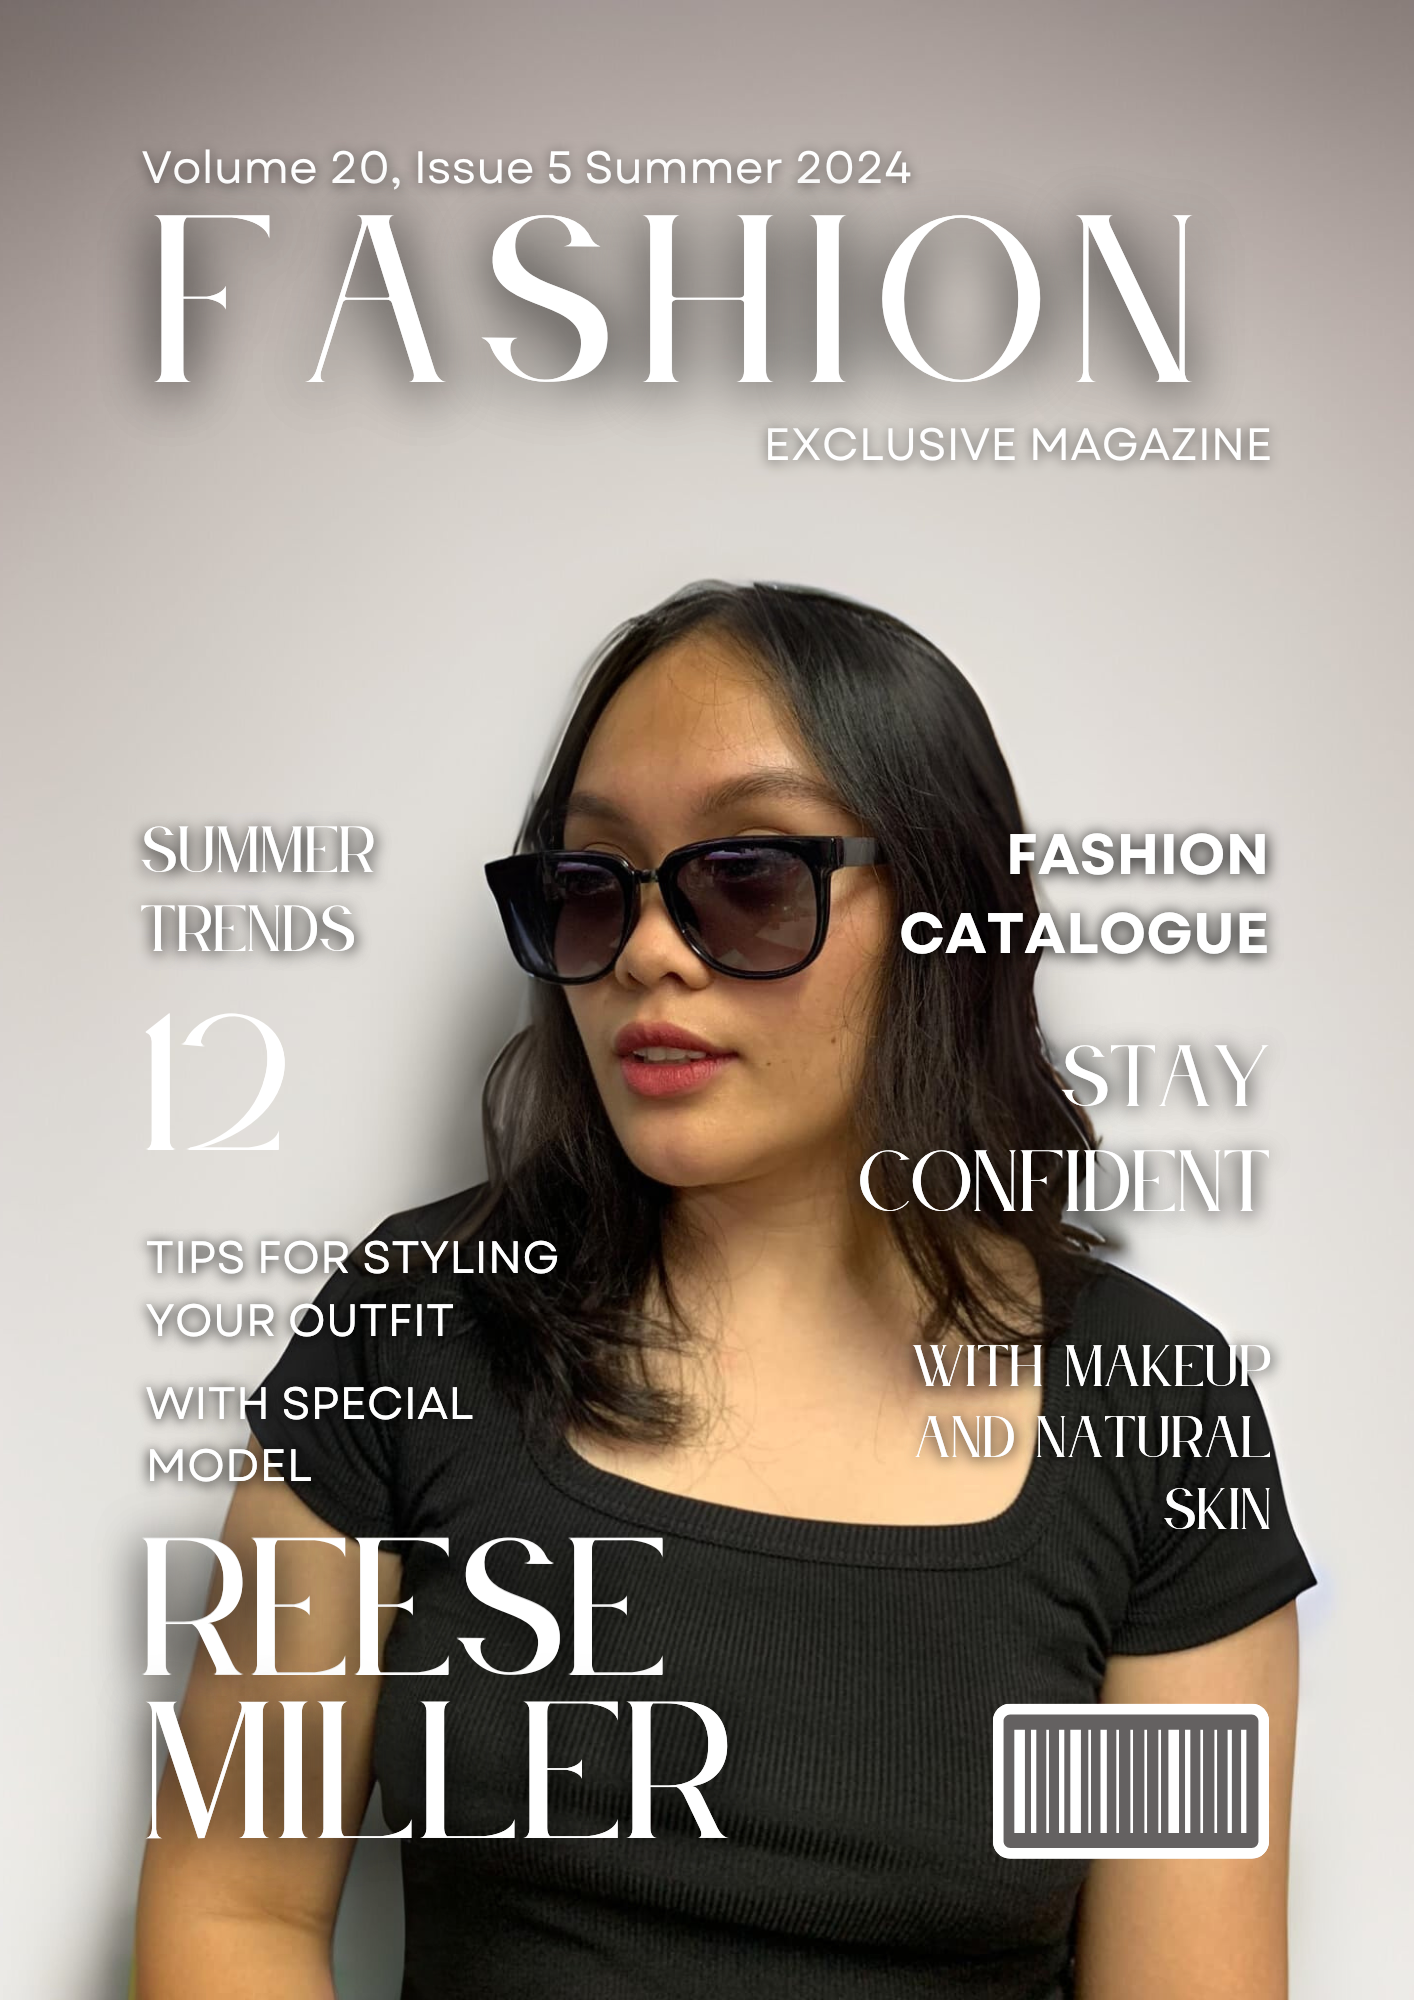 Volume 20, Issue 5 Summer 2024
FASHION
EXCLUSIVE MAGAZINE
SUMMER
TRENDS
12
TIPS FOR STYLING
YOUR OUTFIT
WITH SPECIAL
MODEL
REESE
MILLER
FASHION
CATALOGUE
STAY
CONFIDENT
WITH MAKEUP
AND NATURAL
SKIN